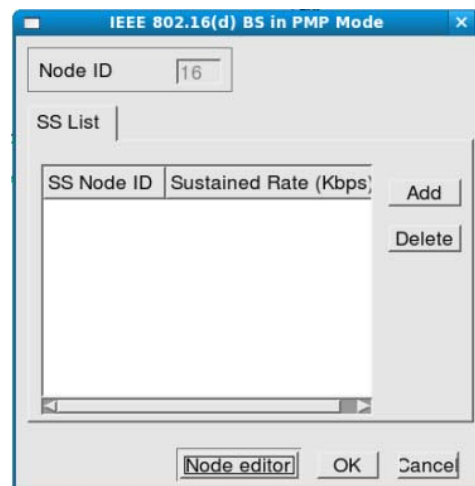 IEEE 802.16(d) BS in PMP Mode
Node ID 16
SS List
SS Node ID Sustained Rate (Kbps)
Add
Delete
Node editor OK Cancel